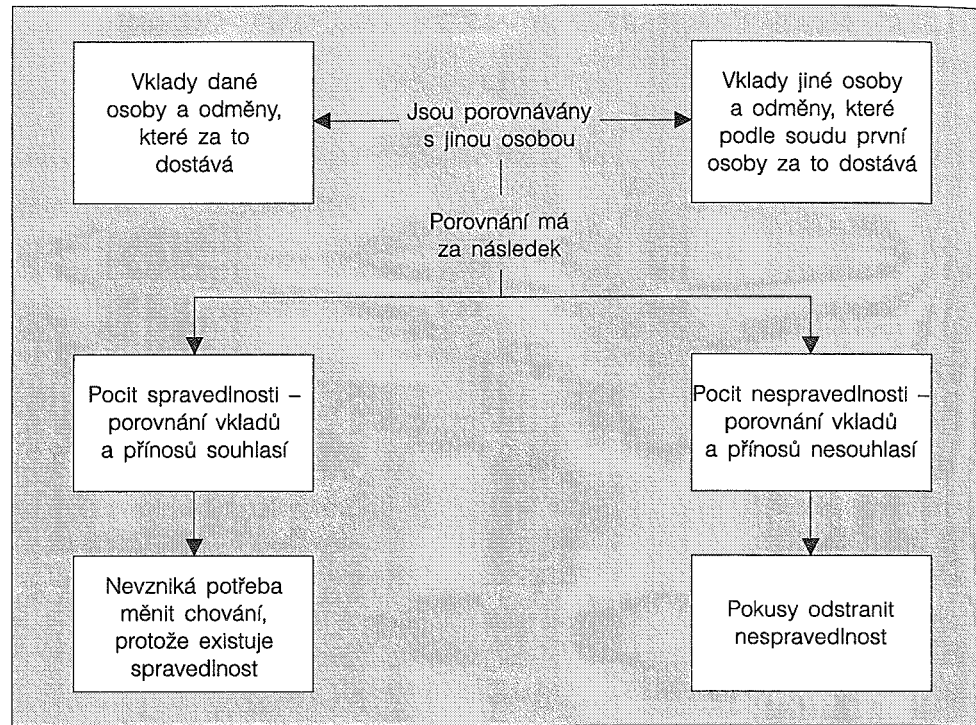 Vklady dané
osoby a odměny,
které za to
dostává
Jsou porovnávány
s jinou osobou
Vklady jiné osoby
a odměny, které
podle soudu první
osoby za to dostává
Porovnání má
za následek
Pocit spravedlnosti –
porovnání vkladů
a přínosů souhlasí
Pocit nespravedlnosti –
porovnání vkladů
a přínosů nesouhlasí
Nevzniká potřeba
měnit chování,
protože existuje
spravedlnost
Pokusy odstranit
nespravedlnost